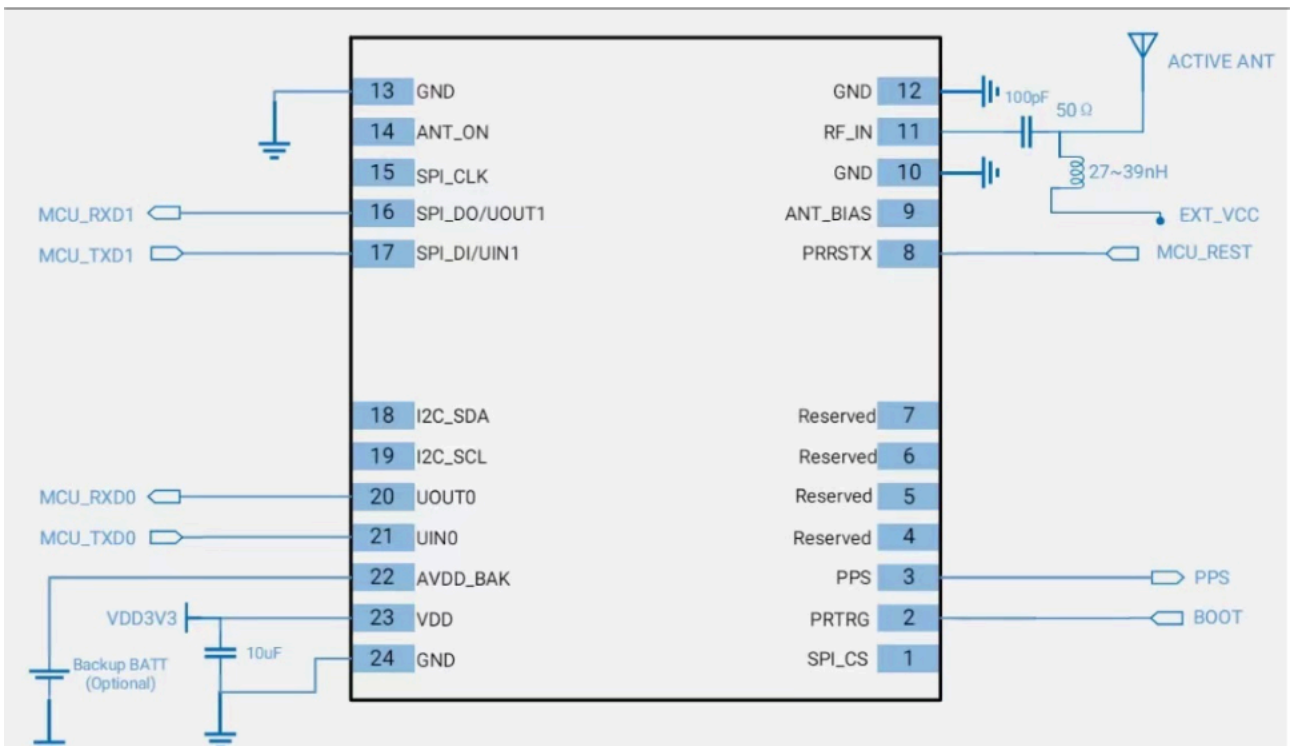 ACTIVE ANT
13 GND
GND 12
100pF
50Ω
14 ANT_ON
RF_IN 11
15 SPI_CLK
GND 10
27~39nH
MCU_RXD1
16 SPI_DO/UOUT1
ANT_BIAS 9
EXT_VCC
MCU_TXD1
17 SPI_DI/UIN1
PRRSTX 8
MCU_REST
18 I2C_SDA
Reserved 7
19 I2C_SCL
Reserved 6
MCU_RXD0
20 UOUT0
Reserved 5
MCU_TXD0
21 UIN0
Reserved 4
22 AVDD_BAK
PPS 3
PPS
VDD3V3
23 VDD
PRTRG 2
BOOT
10uF
24 GND
SPI_CS 1
Backup BATT
(Optional)